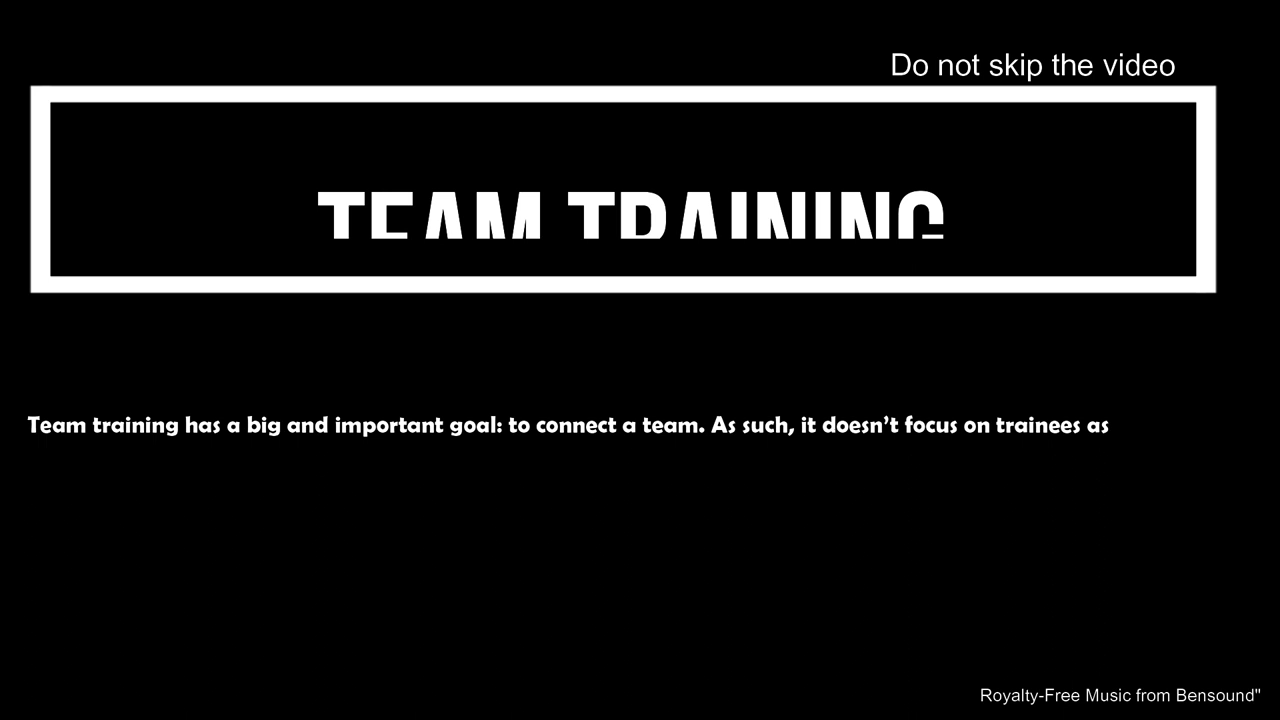 Do not skip the video
TEAM TRAINING
Team training has a big and important goal: to connect a team. As such, it doesn’t focus on trainees as
Royalty-Free Music from Bensound"